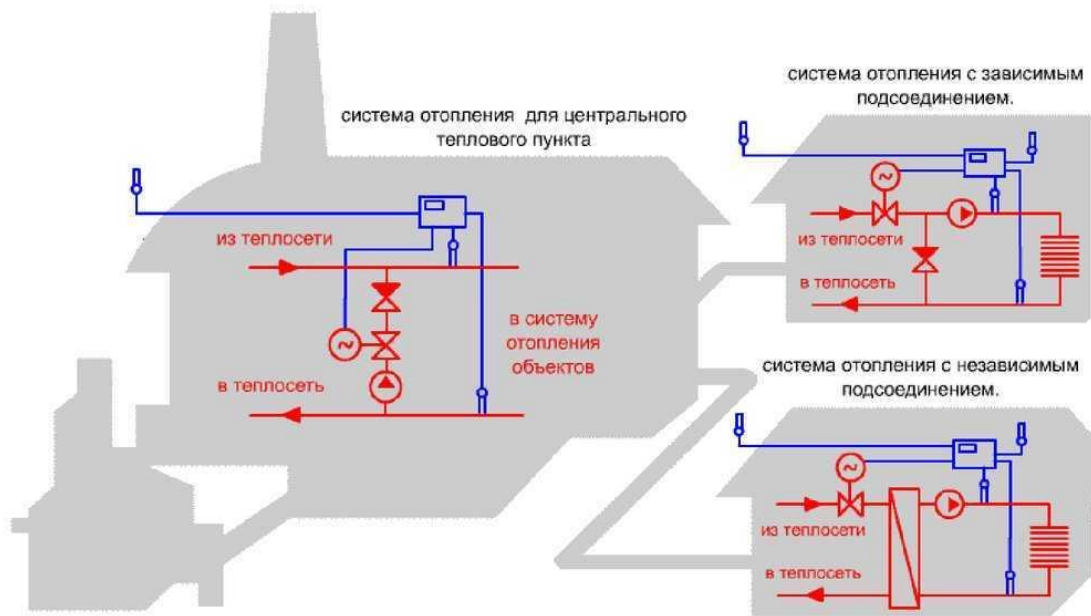 система отопления с зависимым
подсоединением.
система отопления для центрального
теплового пункта
из теплосети
в теплосеть
в систему
отопления
объектов
из теплосети
в теплосеть
система отопления с независимым
подсоединением.
из теплосети
в теплосеть